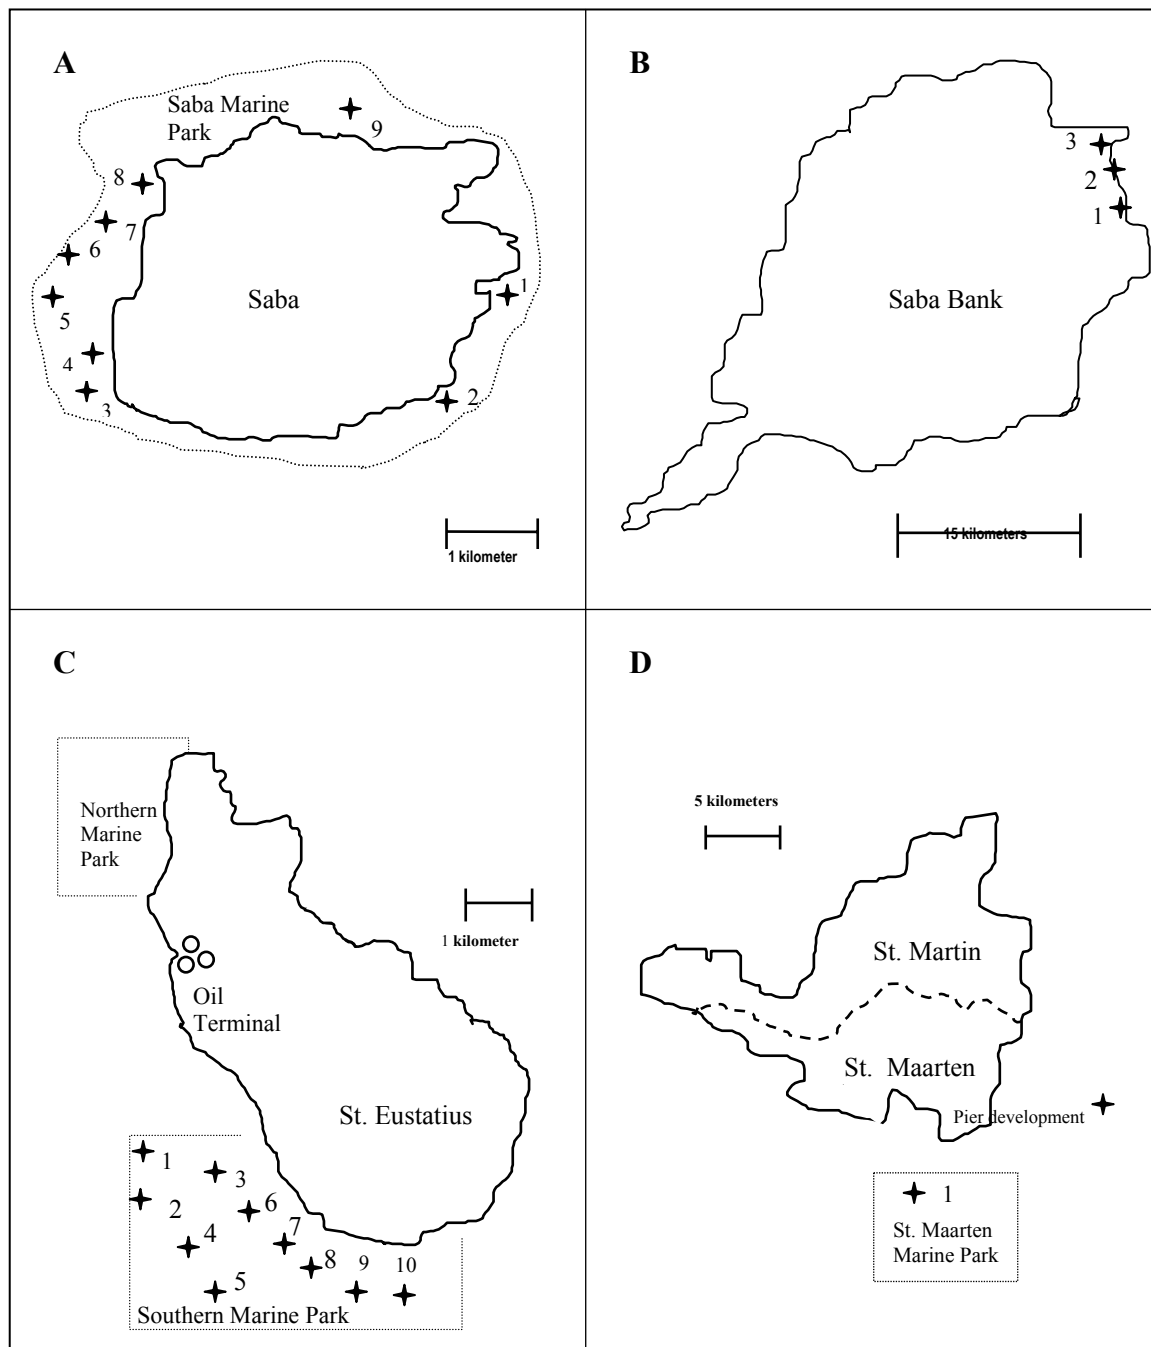 A
Saba Marine
Park
9
8
7
6
Saba
1
5
4
3
2
1 kilometer
B
3
2
1
Saba Bank
15 kilometers
C
Northern
Marine
Park
1 kilometer
Oil
Terminal
St. Eustatius
1
3
2
6
4
7
8
9
10
5
Southern Marine Park
D
5 kilometers
St. Martin
St. Maarten
Pier development
1
St. Maarten
Marine Park